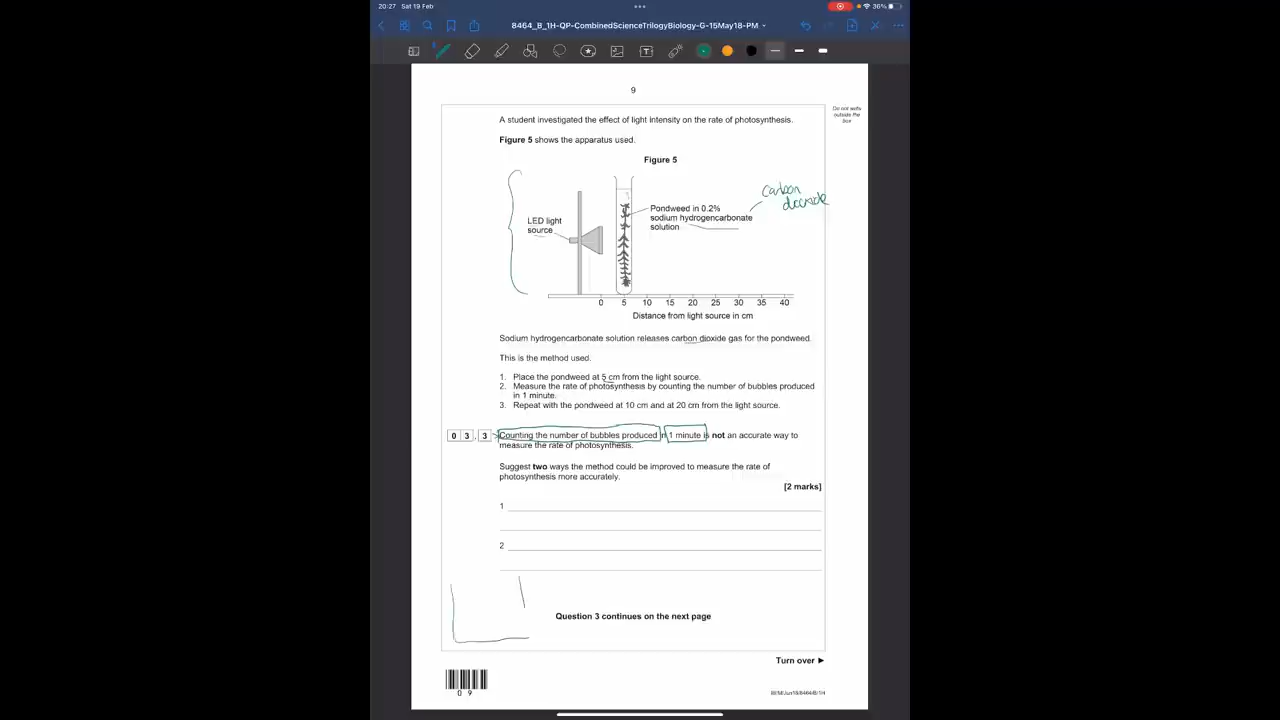 20:27 Sat 19 Feb
36%
8464_B_1H-QP-CombinedScienceTrilogyBiology-G-15May18-PM
9
Do not write
outside the
box
A student investigated the effect of light intensity on the rate of photosynthesis.
Figure 5 shows the apparatus used.
Figure 5
carbon
dioxide
LED light
source
Pondweed in 0.2%
sodium hydrogencarbonate
solution
0 5 10 15 20 25 30 35 40
Distance from light source in cm
Sodium hydrogencarbonate solution releases carbon dioxide gas for the pondweed.
This is the method used.
1. Place the pondweed at 5 cm from the light source.
2. Measure the rate of photosynthesis by counting the number of bubbles produced
in 1 minute.
3. Repeat with the pondweed at 10 cm and at 20 cm from the light source.
0 3 . 3 Counting the number of bubbles produced in 1 minute is not an accurate way to
measure the rate of photosynthesis.
Suggest two ways the method could be improved to measure the rate of
photosynthesis more accurately.
[2 marks]
1
2
Question 3 continues on the next page
Turn over ►
0 9
IB/M/Jun18/8464/B/1H